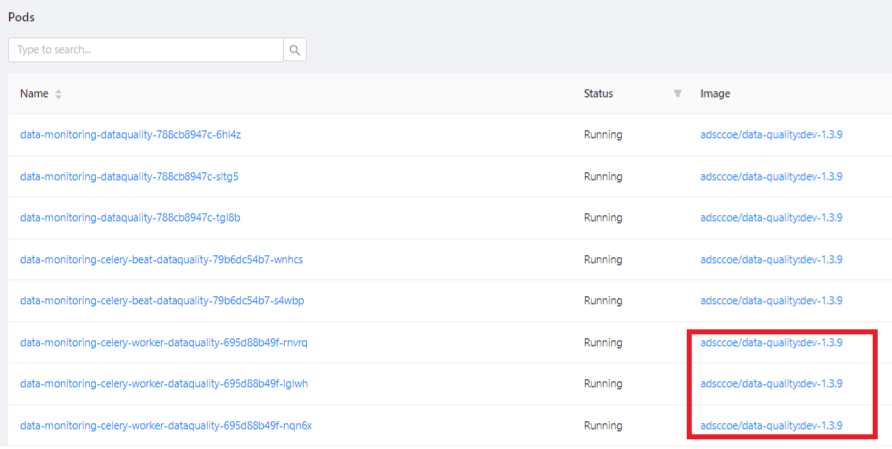 Pods
Type to search...
Name Status Image
data-monitoring-dataquality-788cb8947c-6hl4z Running adsccoe/data-quality:dev-1.3.9
data-monitoring-dataquality-788cb8947c-sltg5 Running adsccoe/data-quality:dev-1.3.9
data-monitoring-dataquality-788cb8947c-tgl8b Running adsccoe/data-quality:dev-1.3.9
data-monitoring-celery-beat-dataquality-79b6dc54b7-wnhcs Running adsccoe/data-quality:dev-1.3.9
data-monitoring-celery-beat-dataquality-79b6dc54b7-s4wbp Running adsccoe/data-quality:dev-1.3.9
data-monitoring-celery-worker-dataquality-695d88b49f-rnvrq Running adsccoe/data-quality:dev-1.3.9
data-monitoring-celery-worker-dataquality-695d88b49f-lglwh Running adsccoe/data-quality:dev-1.3.9
data-monitoring-celery-worker-dataquality-695d88b49f-nqn6x Running adsccoe/data-quality:dev-1.3.9